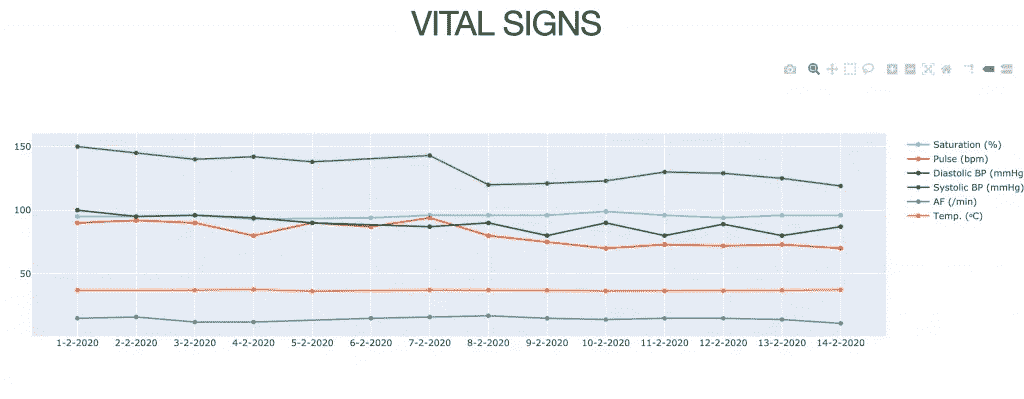 VITAL SIGNS
150
100
50
1-2-2020 2-2-2020 3-2-2020 4-2-2020 5-2-2020 6-2-2020 7-2-2020 8-2-2020 9-2-2020 10-2-2020 11-2-2020 12-2-2020 13-2-2020 14-2-2020
Saturation (%)
Pulse (bpm)
Diastolic BP (mmHg
Systolic BP (mmHg)
AF (/min)
Temp. (ºC)